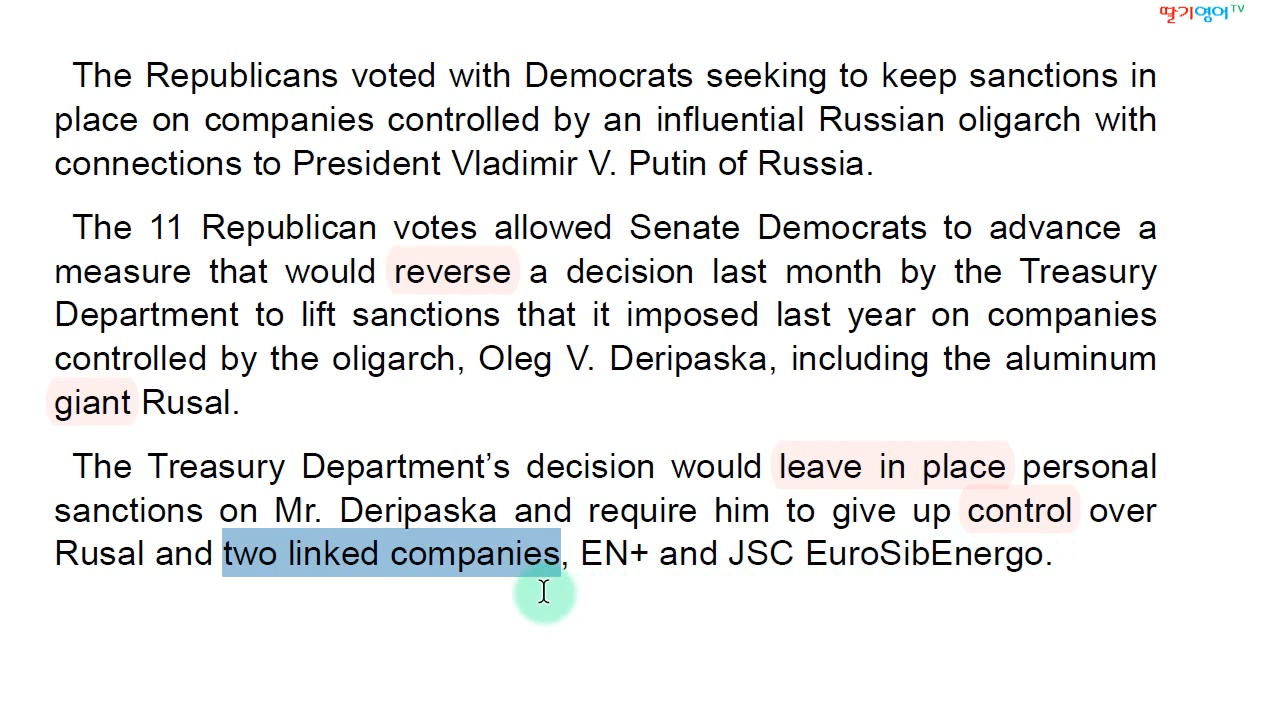 딸기영어TV
The Republicans voted with Democrats seeking to keep sanctions in
place on companies controlled by an influential Russian oligarch with
connections to President Vladimir V. Putin of Russia.
The 11 Republican votes allowed Senate Democrats to advance a
measure that would reverse a decision last month by the Treasury
Department to lift sanctions that it imposed last year on companies
controlled by the oligarch, Oleg V. Deripaska, including the aluminum
giant Rusal.
The Treasury Department’s decision would leave in place personal
sanctions on Mr. Deripaska and require him to give up control over
Rusal and two linked companies, EN+ and JSC EuroSibEnergo.